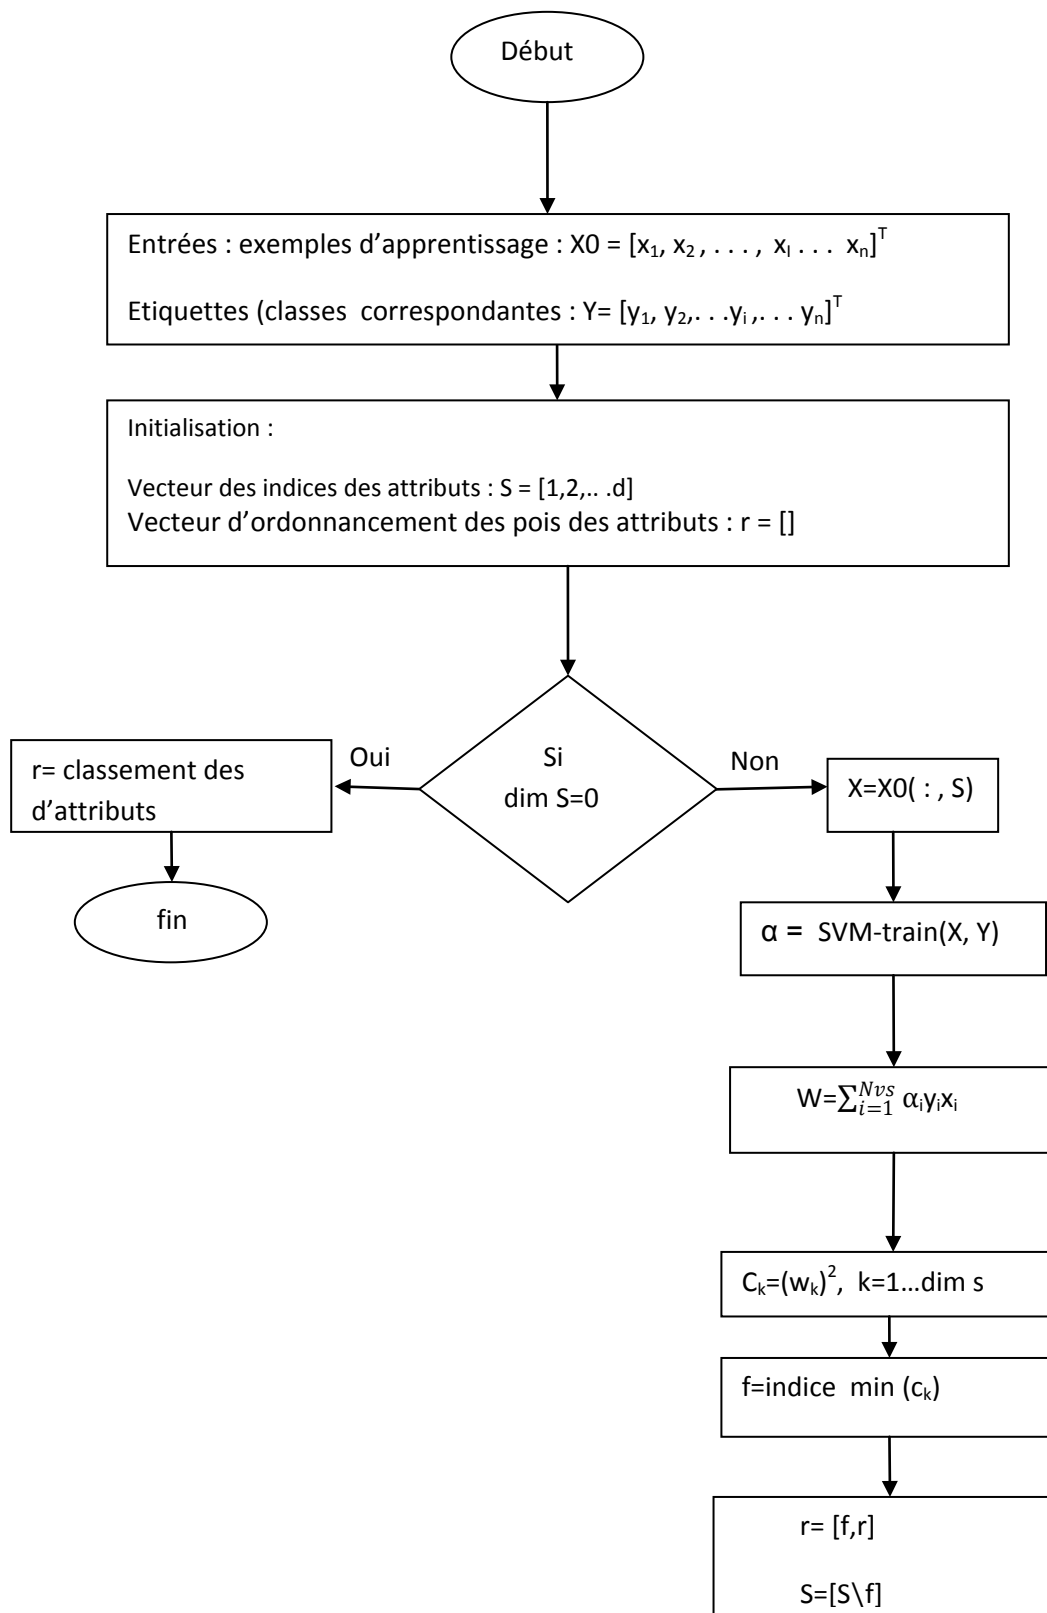 Début
Entrées : exemples d’apprentissage : X0 = [x₁, x₂ , . . . , xₗ . . . xₙ]ᵀ
Etiquettes (classes correspondantes : Y= [y₁, y₂,. . .yᵢ ,. . . yₙ]ᵀ
Initialisation :
Vecteur des indices des attributs : S = [1,2,.. .d]
Vecteur d’ordonnancement des pois des attributs : r = []
Si
dim S=0
Oui
Non
r= classement des
d’attributs
fin
X=X0( : , S)
α = SVM-train(X, Y)
W=∑_{i=1}^{Nvs} αᵢyᵢxᵢ
Cₖ=(wₖ)², k=1…dim s
f=indice min (cₖ)
r= [f,r]
S=[S\f]